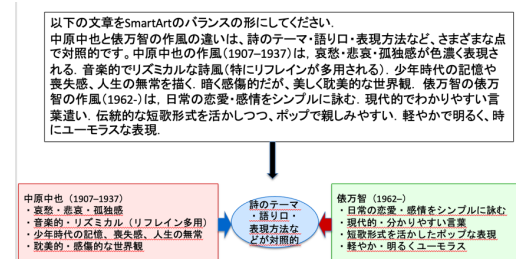 以下の文章をSmartArtのバランスの形にしてください.
中原中也と俵万智の作風の違いは、詩のテーマ・語り口・表現方法など、さまざまな点
で対照的です。中原中也の作風（1907–1937）は，哀愁・悲哀・孤独感が色濃く表現さ
れる．音楽的でリズミカルな詩風（特にリフレインが多用される）．少年時代の記憶や
喪失感、人生の無常を描く．暗く感傷的だが、美しく耽美的な世界観．俵万智の俵万
智の作風（1962-）は，日常の恋愛・感情をシンプルに詠む．現代的でわかりやすい言
葉遣い．伝統的な短歌形式を活かしつつ、ポップで親しみやすい．軽やかで明るく、時
にユーモラスな表現．
中原中也（1907–1937）
・哀愁・悲哀・孤独感
・音楽的・リズミカル（リフレイン多用）
・少年時代の記憶、喪失感、人生の無常
・耽美的・感傷的な世界観
詩のテーマ
・語り口・
表現方法な
どが対照的
俵万智（1962–）
・日常の恋愛・感情をシンプルに詠む
・現代的・分かりやすい言葉
・短歌形式を活かしたポップな表現
・軽やか・明るくユーモラス